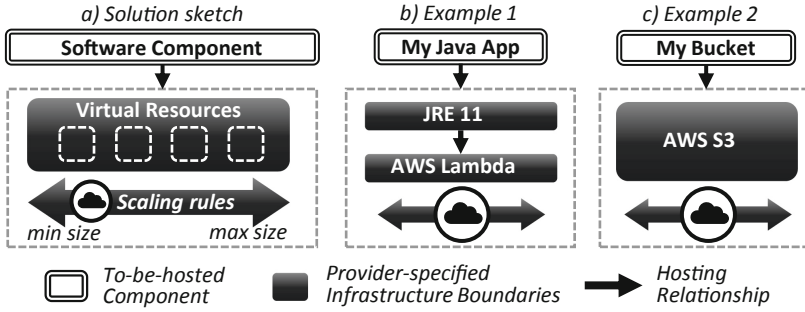 a) Solution sketch
Software Component
Virtual Resources
Scaling rules
min size
max size
b) Example 1
My Java App
JRE 11
AWS Lambda
c) Example 2
My Bucket
AWS S3
To-be-hosted
Component
Provider-specified
Infrastructure Boundaries
Hosting
Relationship